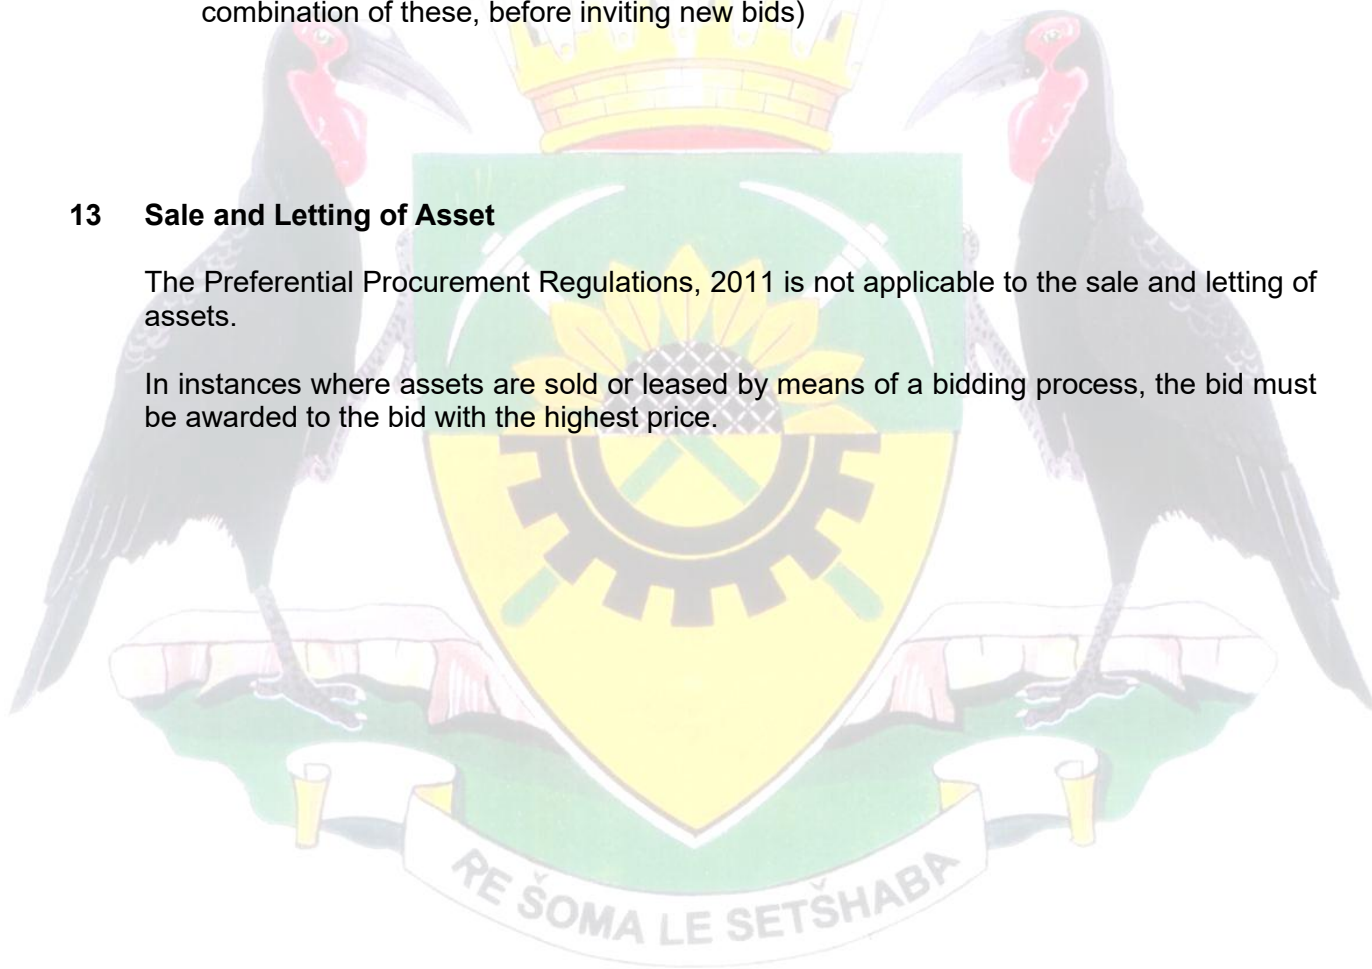 combination of these, before inviting new bids)
13 Sale and Letting of Asset
The Preferential Procurement Regulations, 2011 is not applicable to the sale and letting of
assets.
In instances where assets are sold or leased by means of a bidding process, the bid must
be awarded to the bid with the highest price.
RE ŠOMA LE SETŠHABA